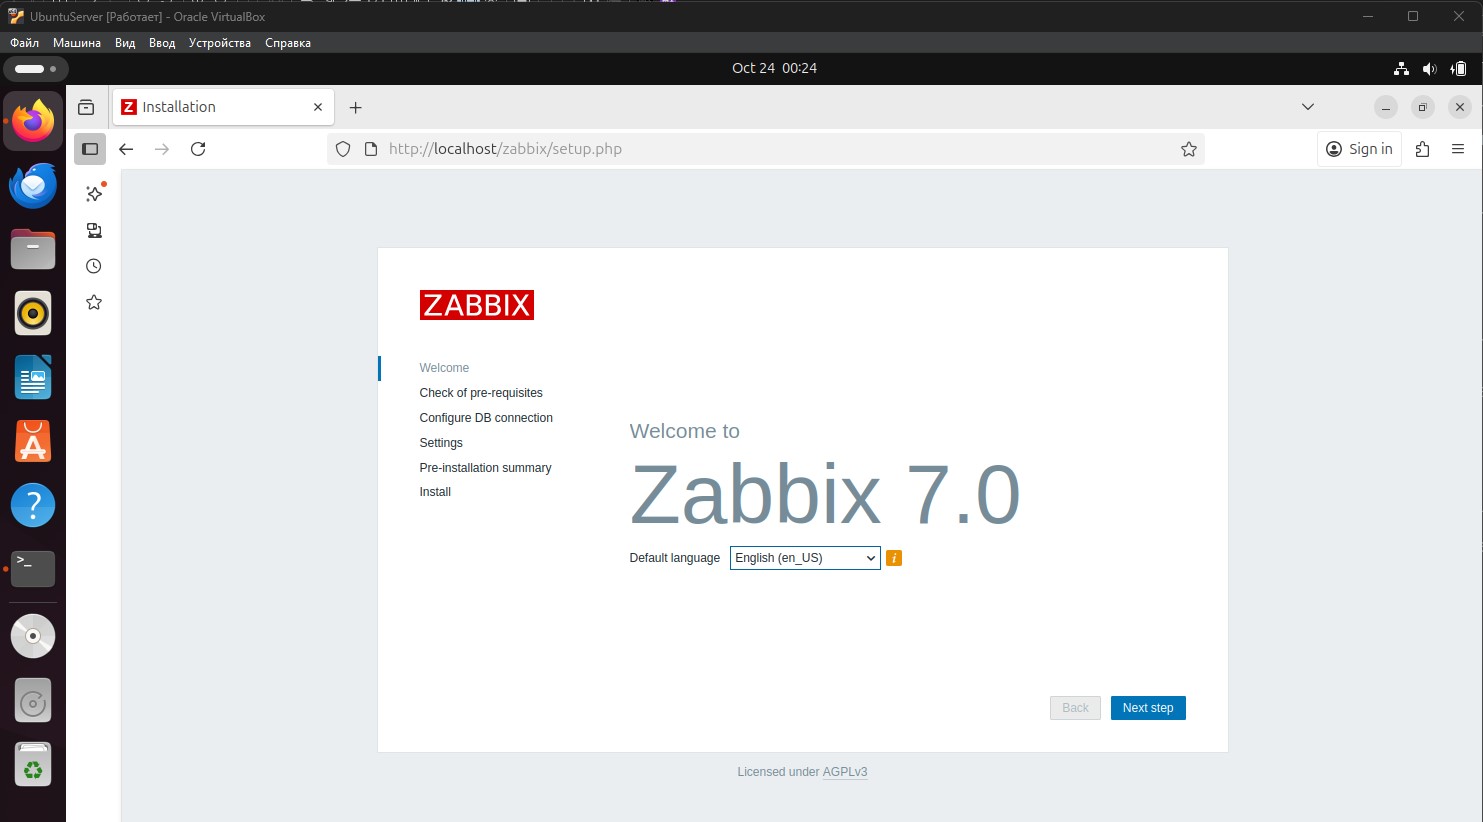 UbuntuServer [Работает] - Oracle VirtualBox
Файл Машина Вид Ввод Устройства Справка
Oct 24 00:24
Z Installation
http://localhost/zabbix/setup.php
Sign in
ZABBIX
Welcome
Check of pre-requisites
Configure DB connection
Settings
Pre-installation summary
Install
Welcome to
Zabbix 7.0
Default language English (en_US) i
Back Next step
Licensed under AGPLv3